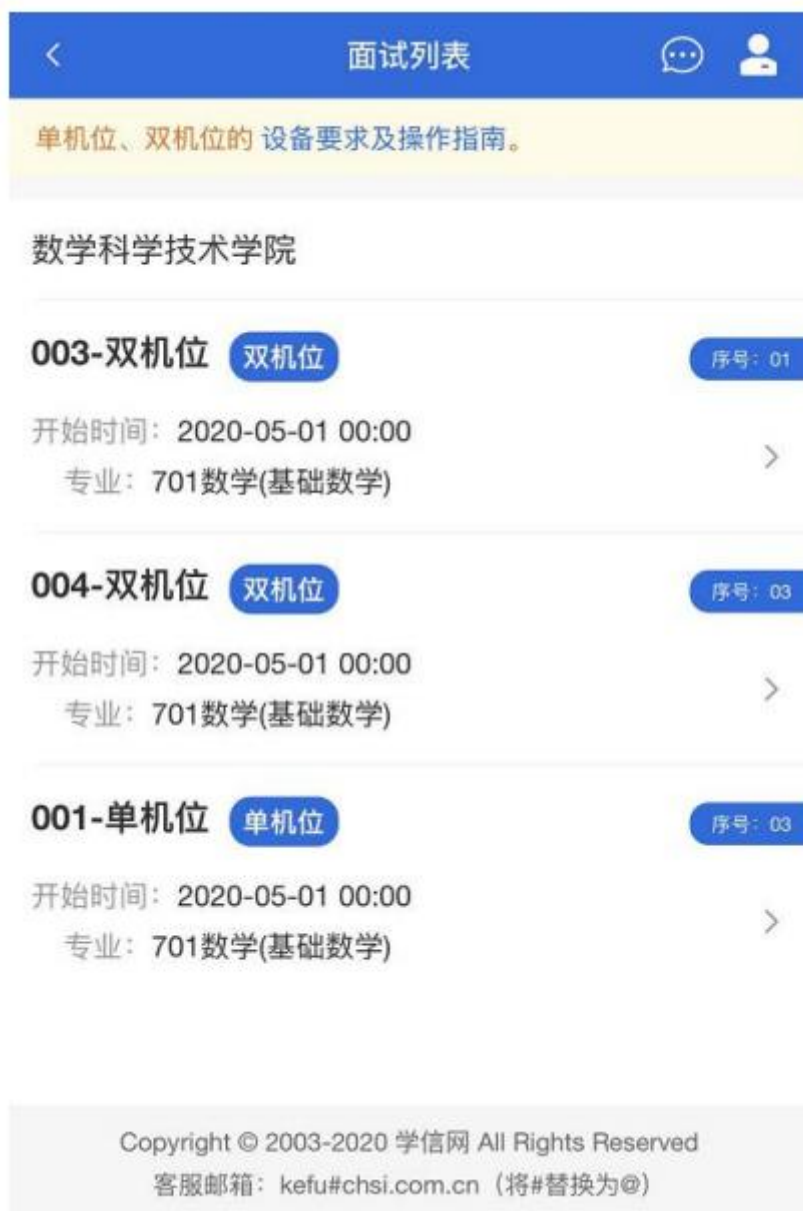 面试列表
单机位、双机位的 设备要求及操作指南。
数学科学技术学院
003-双机位 双机位 序号：01
开始时间：2020-05-01 00:00
专业：701数学(基础数学)
004-双机位 双机位 序号：03
开始时间：2020-05-01 00:00
专业：701数学(基础数学)
001-单机位 单机位 序号：03
开始时间：2020-05-01 00:00
专业：701数学(基础数学)
Copyright © 2003-2020 学信网 All Rights Reserved
客服邮箱：kefu#chsi.com.cn（将#替换为@）